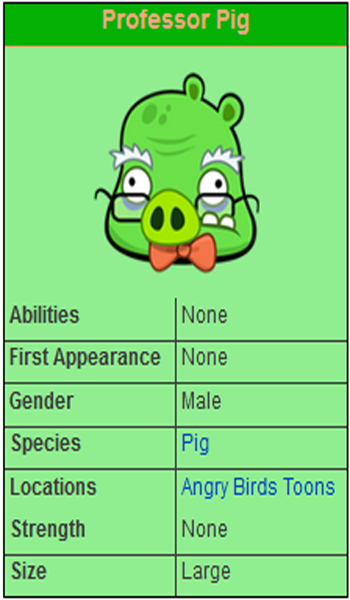 Professor Pig
Abilities None
First Appearance None
Gender Male
Species Pig
Locations Angry Birds Toons
Strength None
Size Large